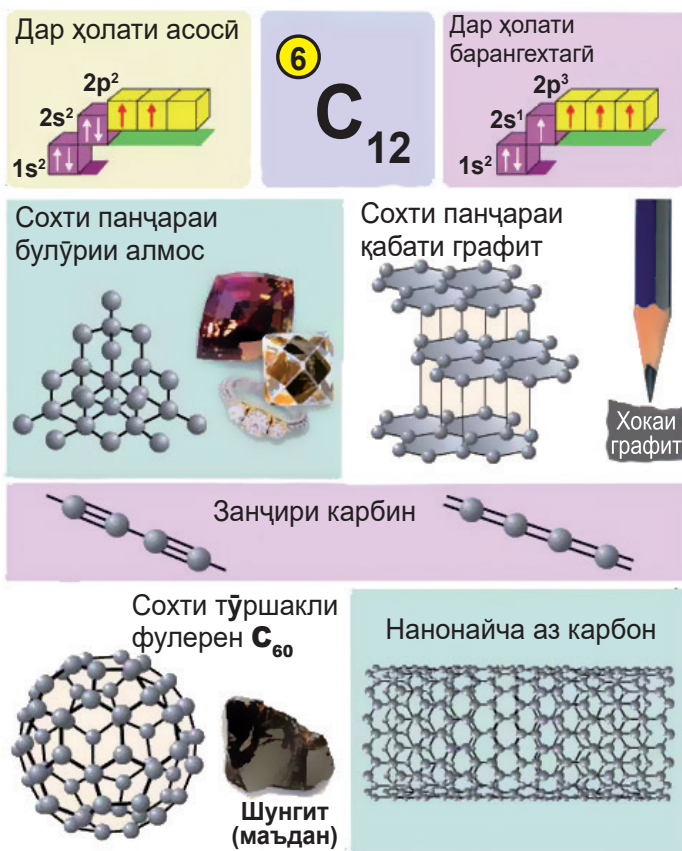 Дар ҳолати асосӣ
2p²
2s²
1s²
6
C₁₂
Дар ҳолати
барангехтагӣ
2p³
2s¹
1s²
Сохти панҷараи
булӯрии алмос
Сохти панҷараи
қабати графит
Хокаи
графит
Занҷири карбин
Сохти тӯршакли
фулерен C₆₀
Шунгит
(маъдан)
Нанонайча аз карбон